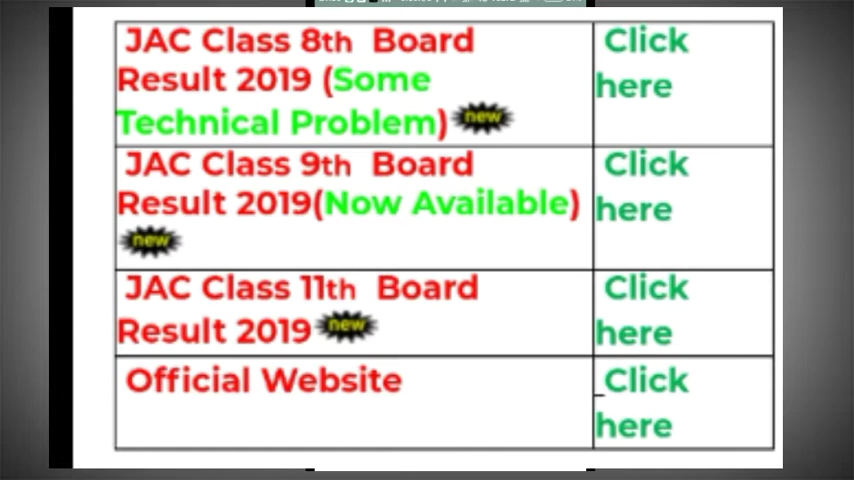 JAC Class 8th Board
Result 2019 (Some
Technical Problem) new
Click
here
JAC Class 9th Board
Result 2019(Now Available)
new
Click
here
JAC Class 11th Board
Result 2019 new
Click
here
Official Website
Click
here